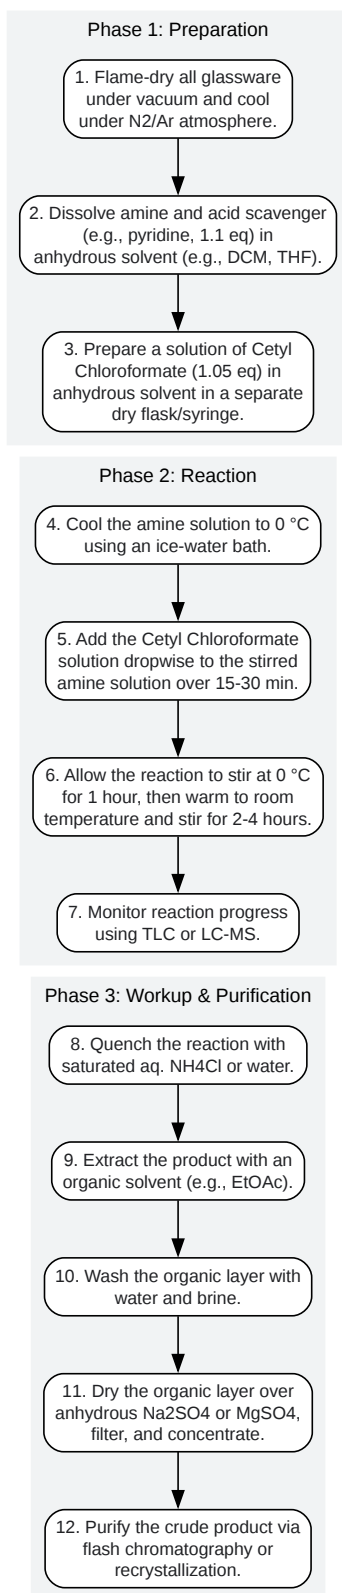 Phase 1: Preparation
1. Flame-dry all glassware
under vacuum and cool
under N2/Ar atmosphere.
2. Dissolve amine and acid scavenger
(e.g., pyridine, 1.1 eq) in
anhydrous solvent (e.g., DCM, THF).
3. Prepare a solution of Cetyl
Chloroformate (1.05 eq) in
anhydrous solvent in a separate
dry flask/syringe.
Phase 2: Reaction
4. Cool the amine solution to 0 °C
using an ice-water bath.
5. Add the Cetyl Chloroformate
solution dropwise to the stirred
amine solution over 15-30 min.
6. Allow the reaction to stir at 0 °C
for 1 hour, then warm to room
temperature and stir for 2-4 hours.
7. Monitor reaction progress
using TLC or LC-MS.
Phase 3: Workup & Purification
8. Quench the reaction with
saturated aq. NH4Cl or water.
9. Extract the product with an
organic solvent (e.g., EtOAc).
10. Wash the organic layer with
water and brine.
11. Dry the organic layer over
anhydrous Na2SO4 or MgSO4,
filter, and concentrate.
12. Purify the crude product via
flash chromatography or
recrystallization.